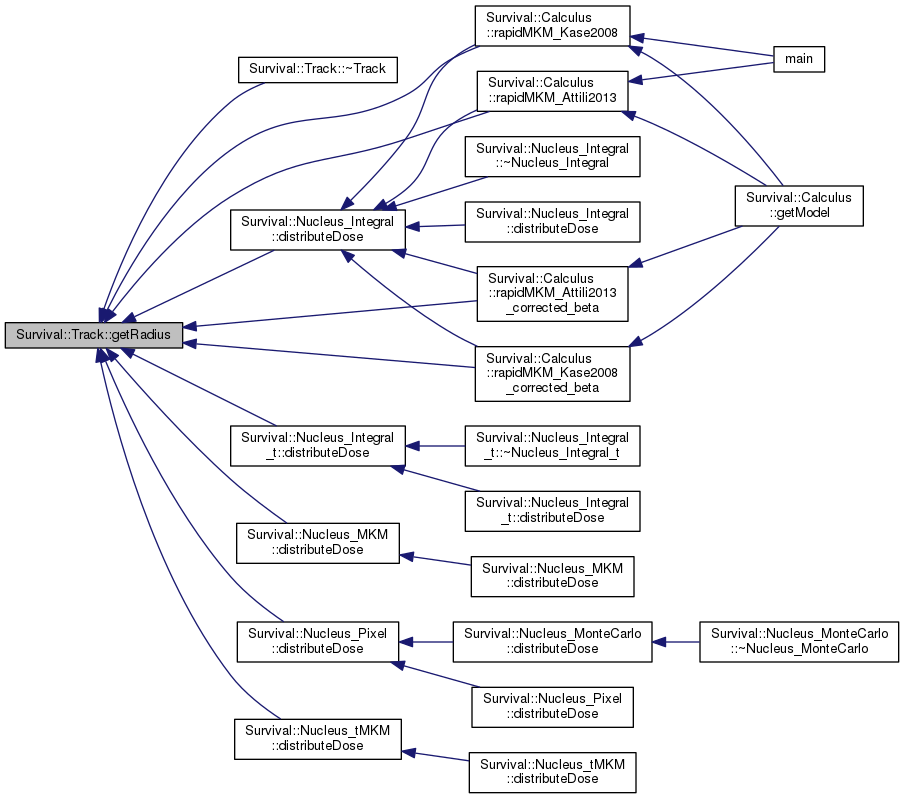 Survival::Track::getRadius
Survival::Track::~Track
Survival::Nucleus_Integral
::distributeDose
Survival::Nucleus_Integral
_t::distributeDose
Survival::Nucleus_MKM
::distributeDose
Survival::Nucleus_Pixel
::distributeDose
Survival::Nucleus_tMKM
::distributeDose
Survival::Calculus
::rapidMKM_Kase2008
Survival::Calculus
::rapidMKM_Attili2013
Survival::Nucleus_Integral
::~Nucleus_Integral
Survival::Nucleus_Integral
::distributeDose
Survival::Calculus
::rapidMKM_Attili2013
_corrected_beta
Survival::Calculus
::rapidMKM_Kase2008
_corrected_beta
Survival::Nucleus_Integral
_t::~Nucleus_Integral_t
Survival::Nucleus_Integral
_t::distributeDose
Survival::Nucleus_MKM
::distributeDose
Survival::Nucleus_MonteCarlo
::distributeDose
Survival::Nucleus_Pixel
::distributeDose
Survival::Nucleus_tMKM
::distributeDose
main
Survival::Calculus
::getModel
Survival::Nucleus_MonteCarlo
::~Nucleus_MonteCarlo